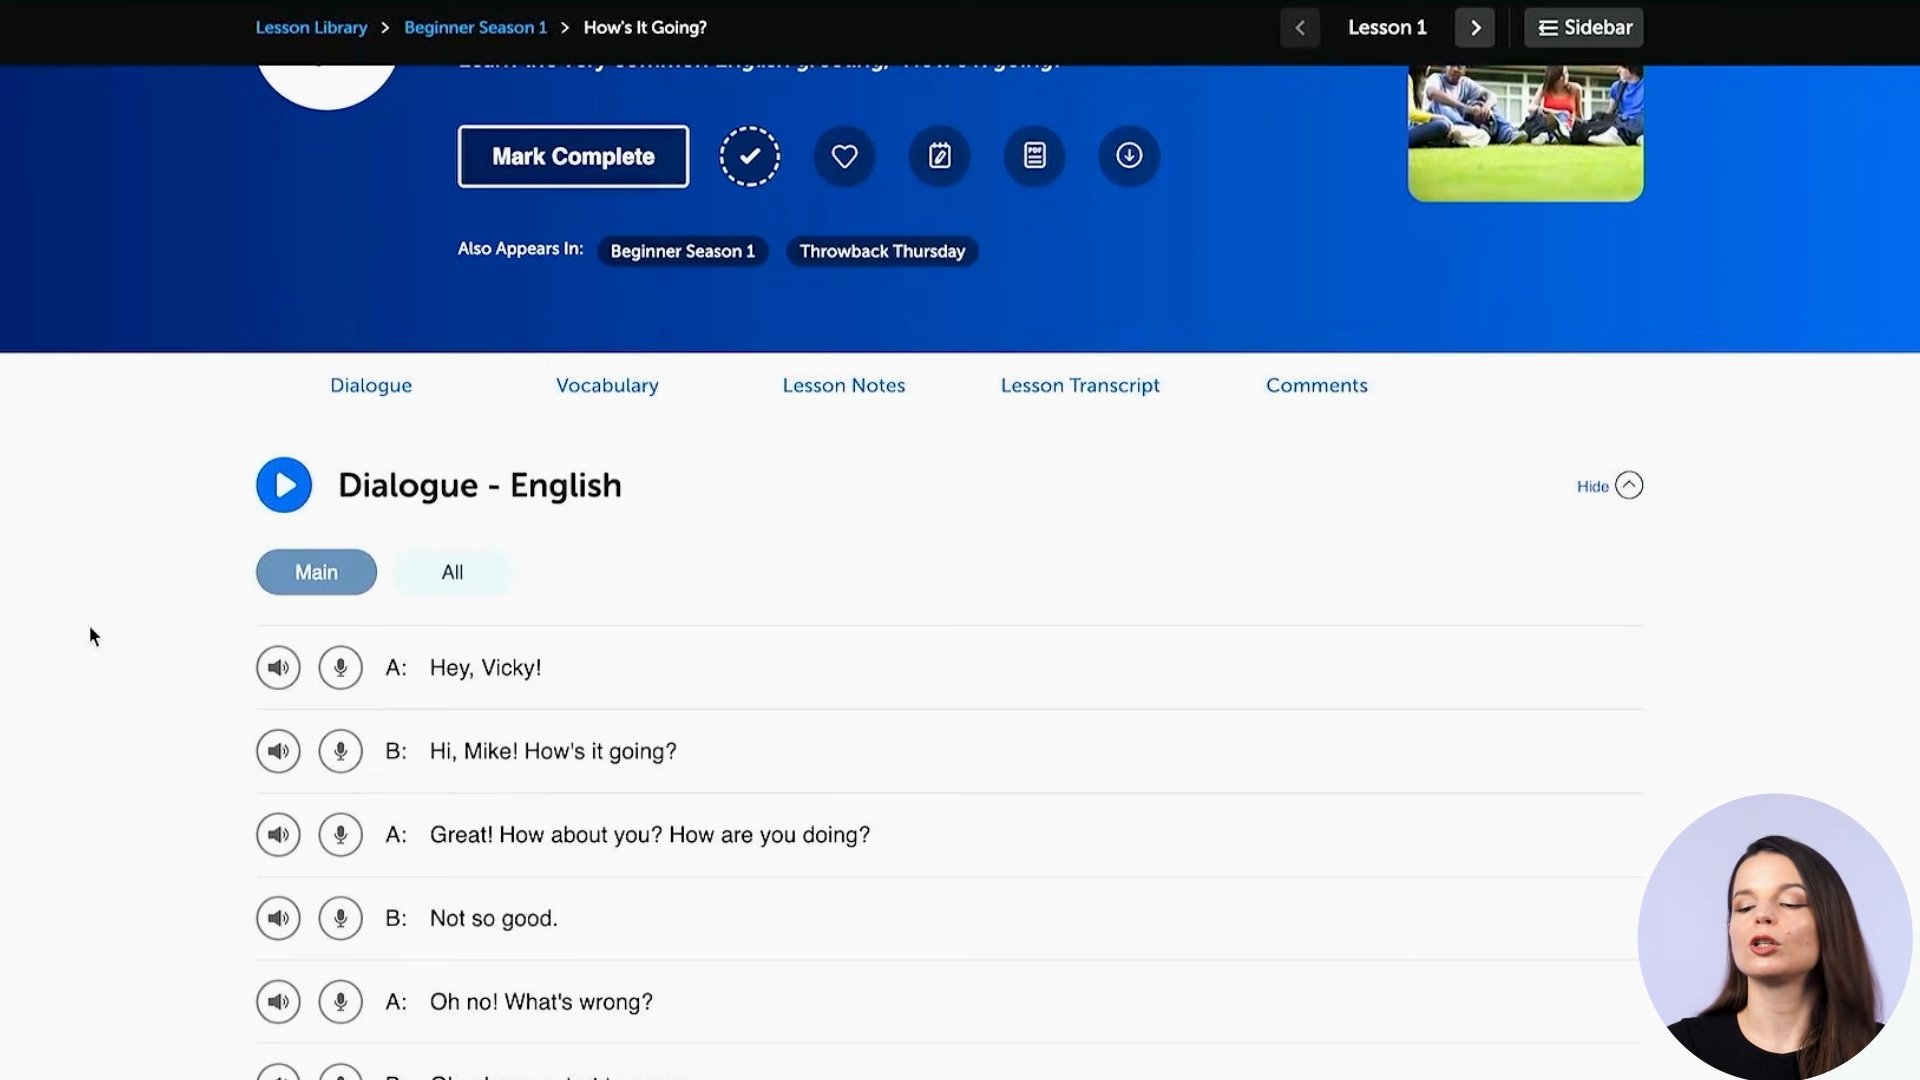 Lesson Library > Beginner Season 1 > How's It Going?
Lesson 1
Sidebar
Mark Complete
PDF
Also Appears In: Beginner Season 1 Throwback Thursday
Dialogue Vocabulary Lesson Notes Lesson Transcript Comments
Dialogue - English
Hide
Main All
A: Hey, Vicky!
B: Hi, Mike! How's it going?
A: Great! How about you? How are you doing?
B: Not so good.
A: Oh no! What's wrong?